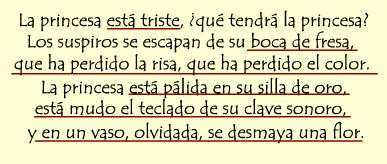 La princesa está triste, ¿qué tendrá la princesa?
Los suspiros se escapan de su boca de fresa,
que ha perdido la risa, que ha perdido el color.
La princesa está pálida en su silla de oro,
está mudo el teclado de su clave sonoro,
y en un vaso, olvidada, se desmaya una flor.